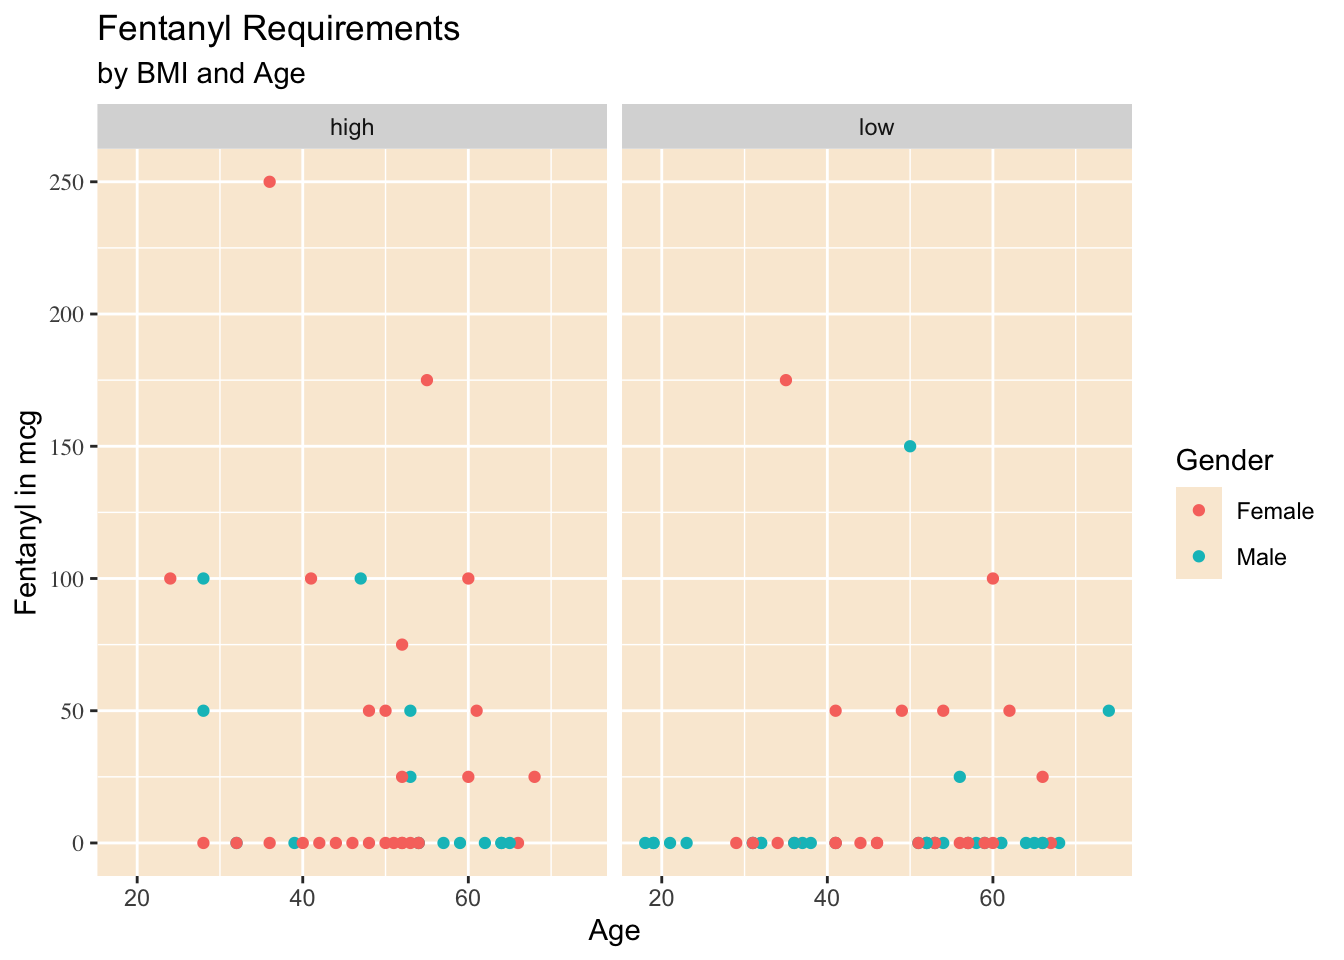 Fentanyl Requirements
by BMI and Age
high
low
250
200
150
100
50
0
Fentanyl in mcg
20
40
60
20
40
60
Age
Gender
Female
Male